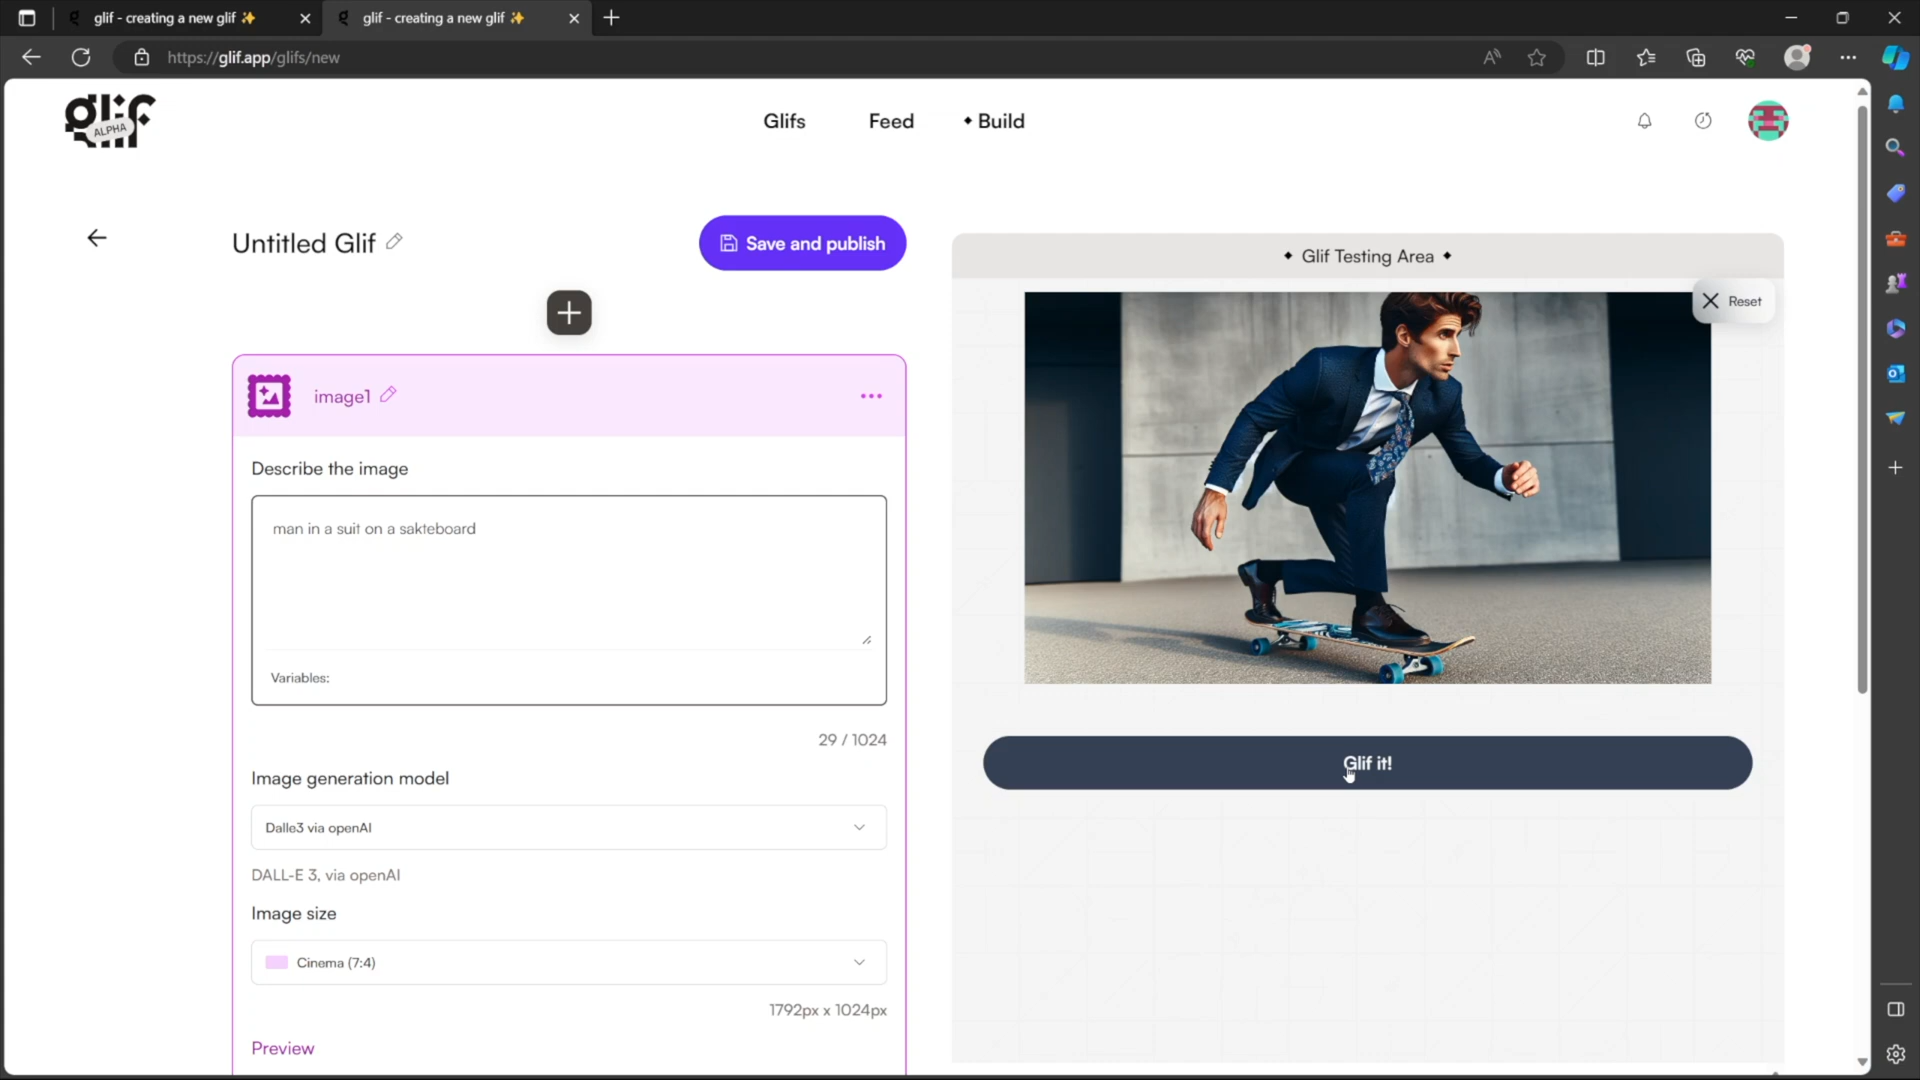 glif - creating a new glif ✨
glif - creating a new glif ✨
https://glif.app/glifs/new
glif
ALPHA
Glifs
Feed
Build
Untitled Glif
Save and publish
Glif Testing Area
Reset
image1
Describe the image
man in a suit on a sakteboard
Variables:
29 / 1024
Image generation model
Dalle3 via openAI
DALL-E 3, via openAI
Image size
Cinema (7:4)
1792px x 1024px
Preview
Glif it!